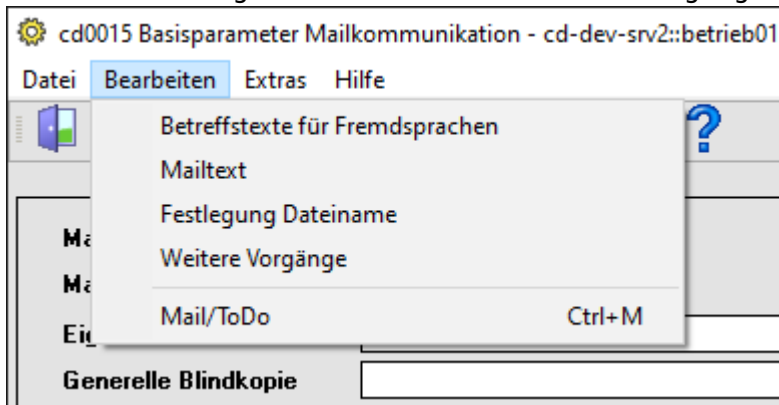 cd0015 Basisparameter Mailkommunikation - cd-dev-srv2::betrieb01
Datei Bearbeiten Extras Hilfe
Betreffstexte für Fremdsprachen
Mailtext
Festlegung Dateiname
Weitere Vorgänge
Mail/ToDo Ctrl+M
Generelle Blindkopie